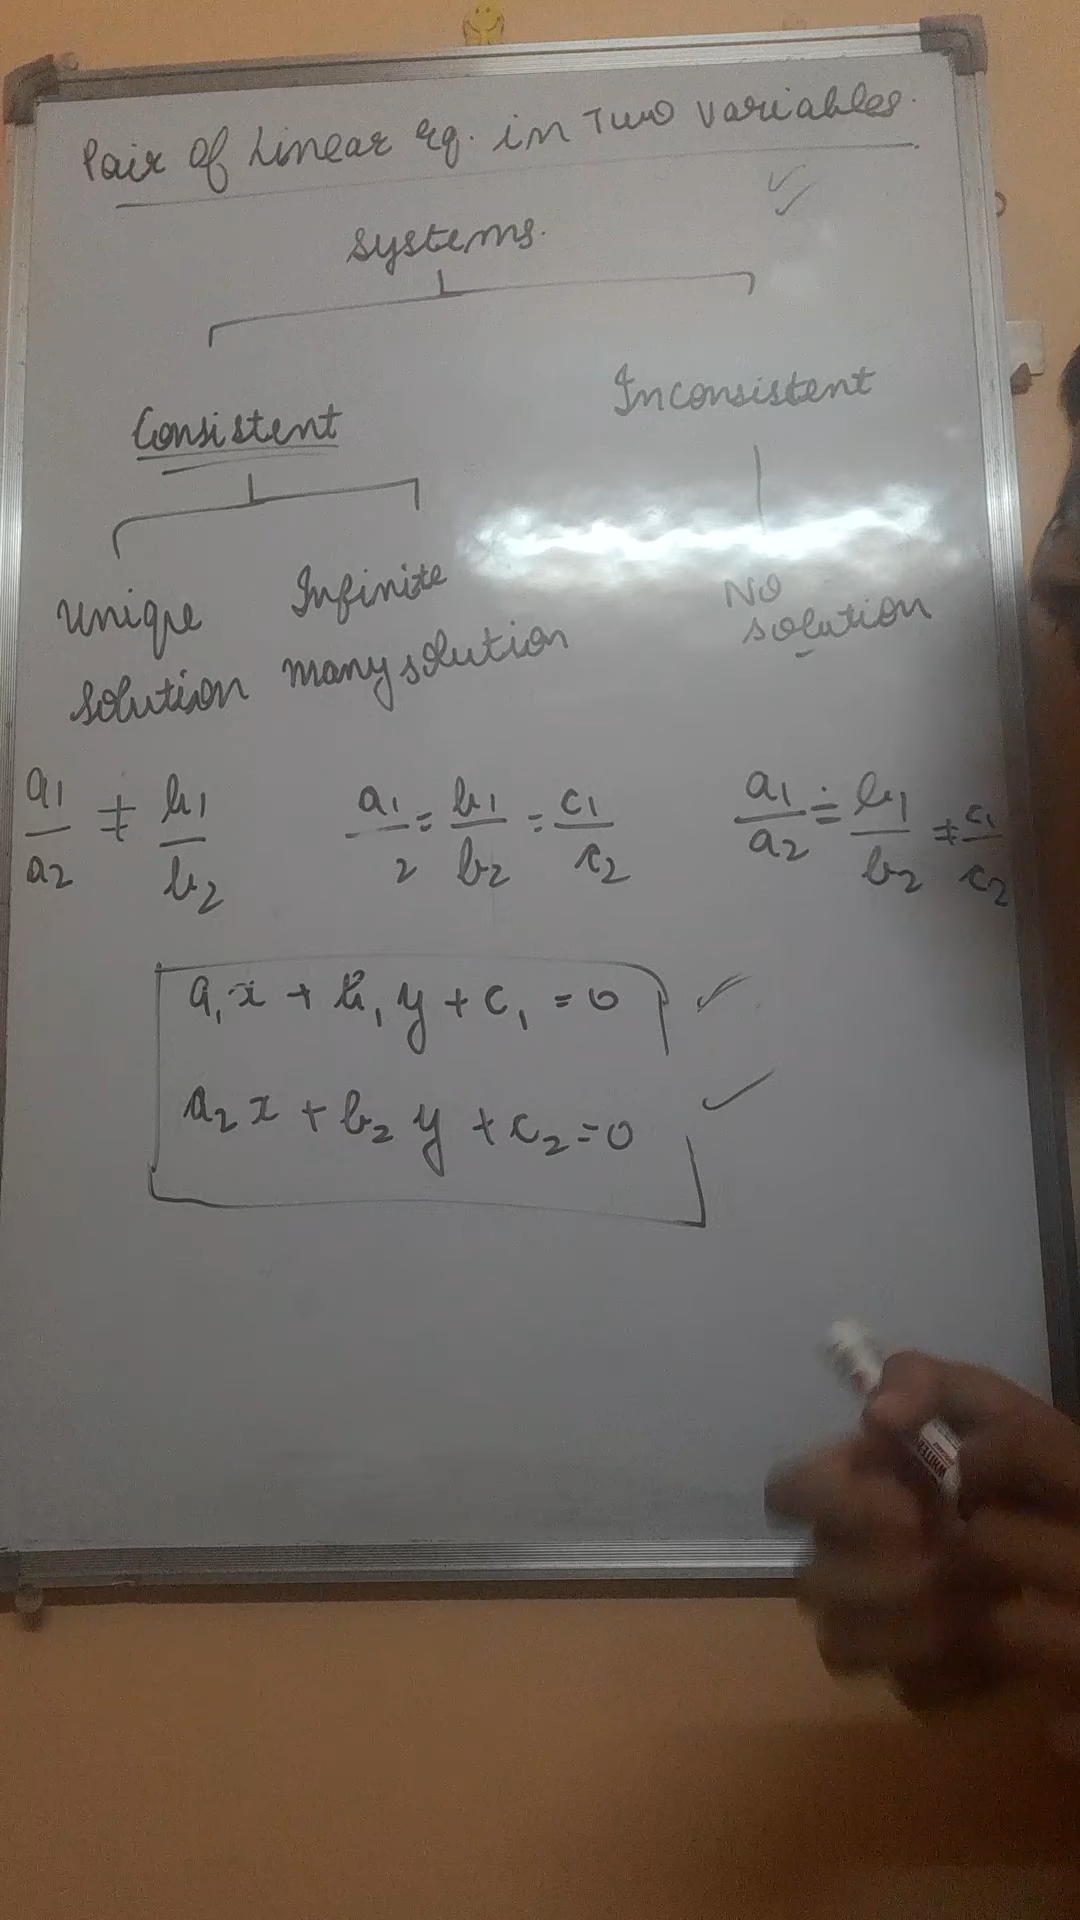 Pair of Linear Eq. in Two Variables.
Systems.
Consistent Inconsistent
Unique Infinite No
solution many solution solution
a1/a2 ≠ b1/b2 a1/2 = b1/b2 = c1/c2 a1/a2 = b1/b2 ≠ c1/c2
a1x + b1y + c1 = 0
a2x + b2y + c2 = 0